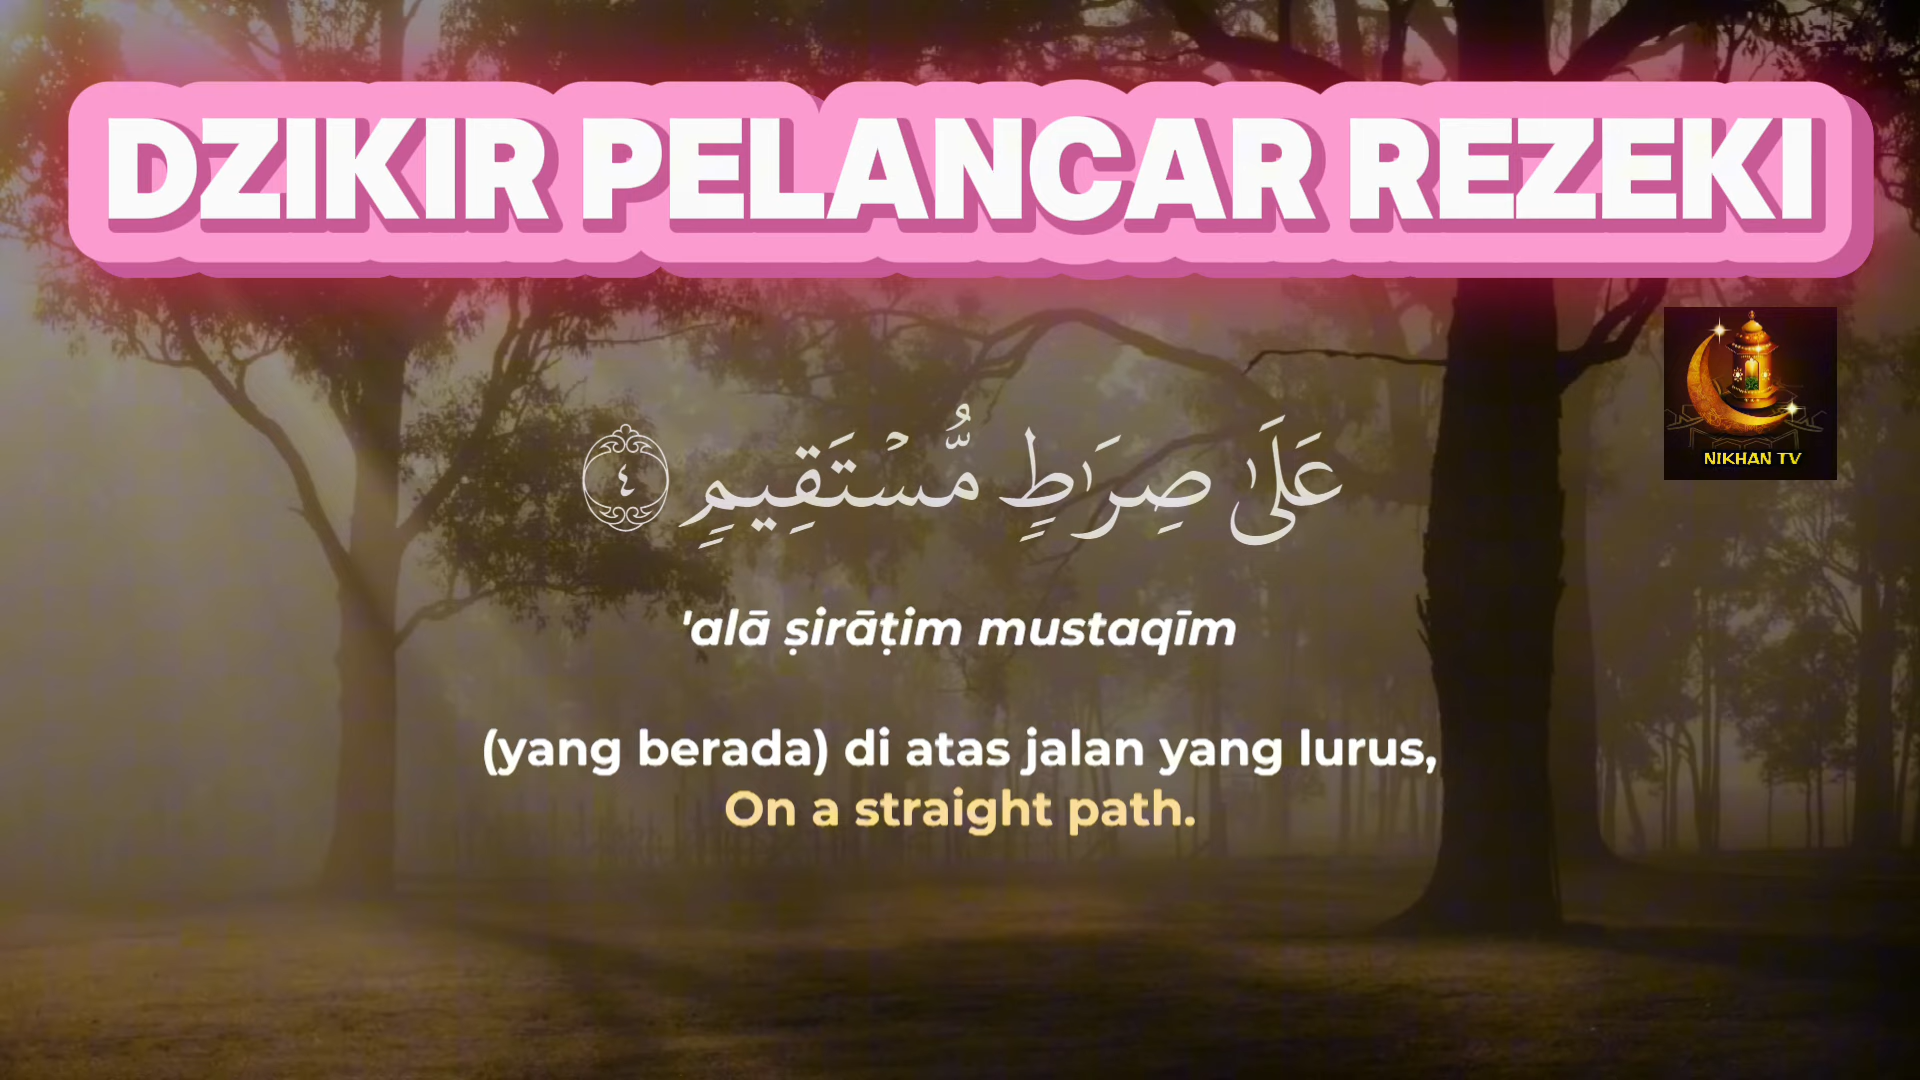 DZIKIR PELANCAR REZEKI
NIKHAN TV
عَلَىٰ صِرَٰطٍ مُّسْتَقِيمٍ ٤
'alā ṣirāṭim mustaqīm
(yang berada) di atas jalan yang lurus,
On a straight path.